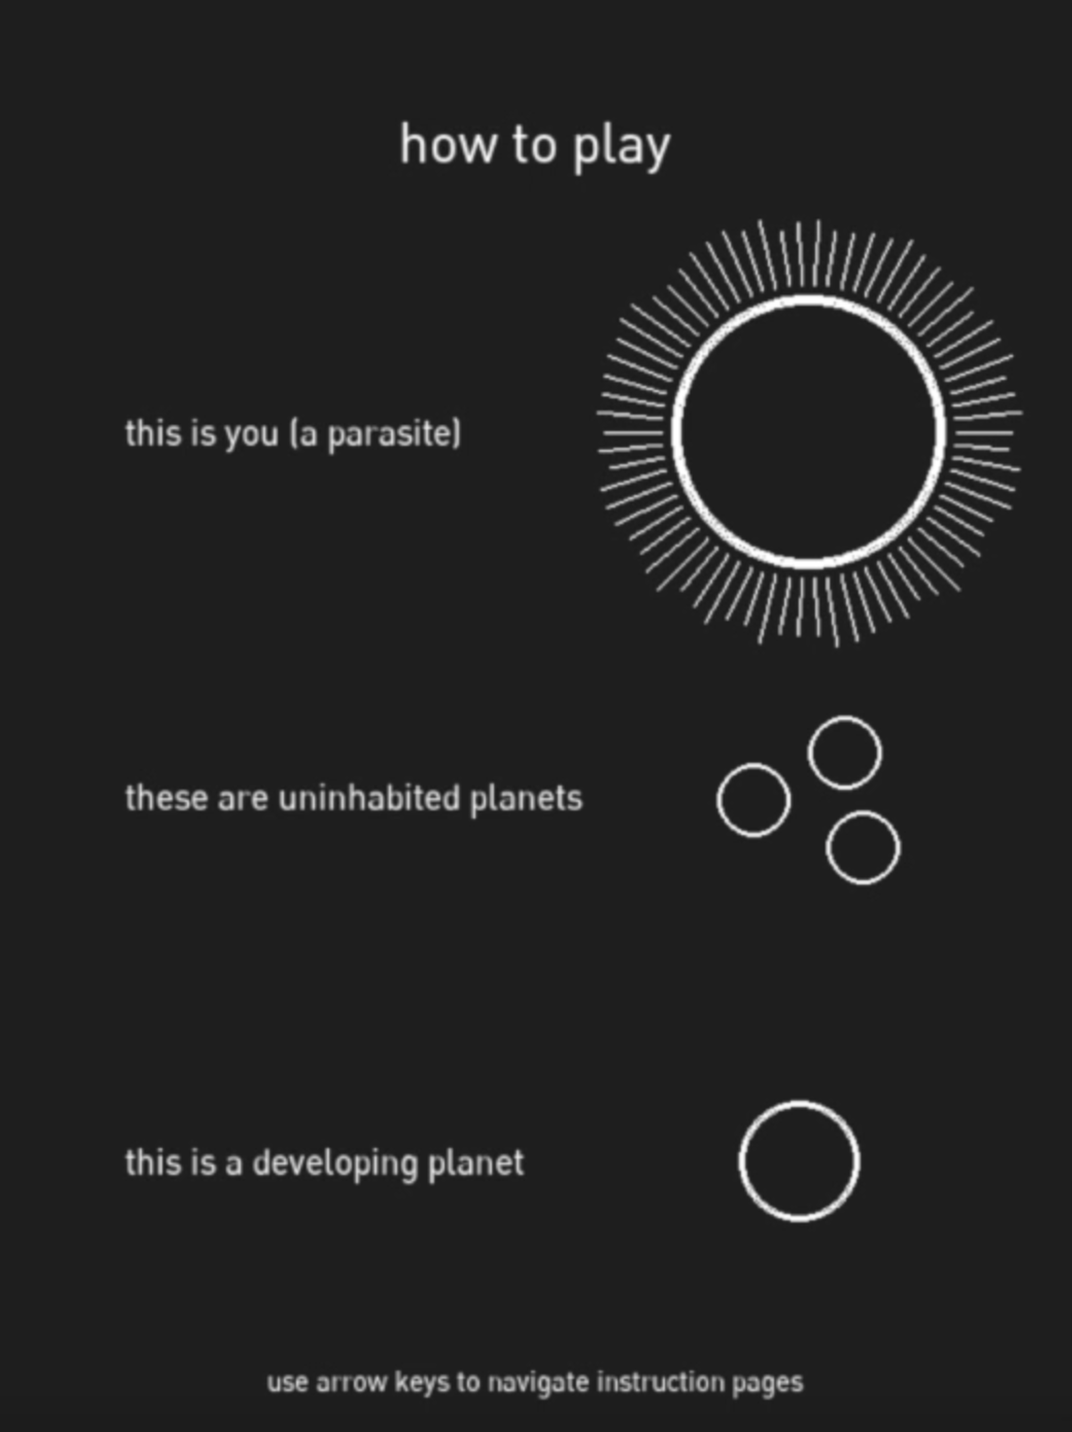 how to play
this is you (a parasite)
these are uninhabited planets
this is a developing planet
use arrow keys to navigate instruction pages